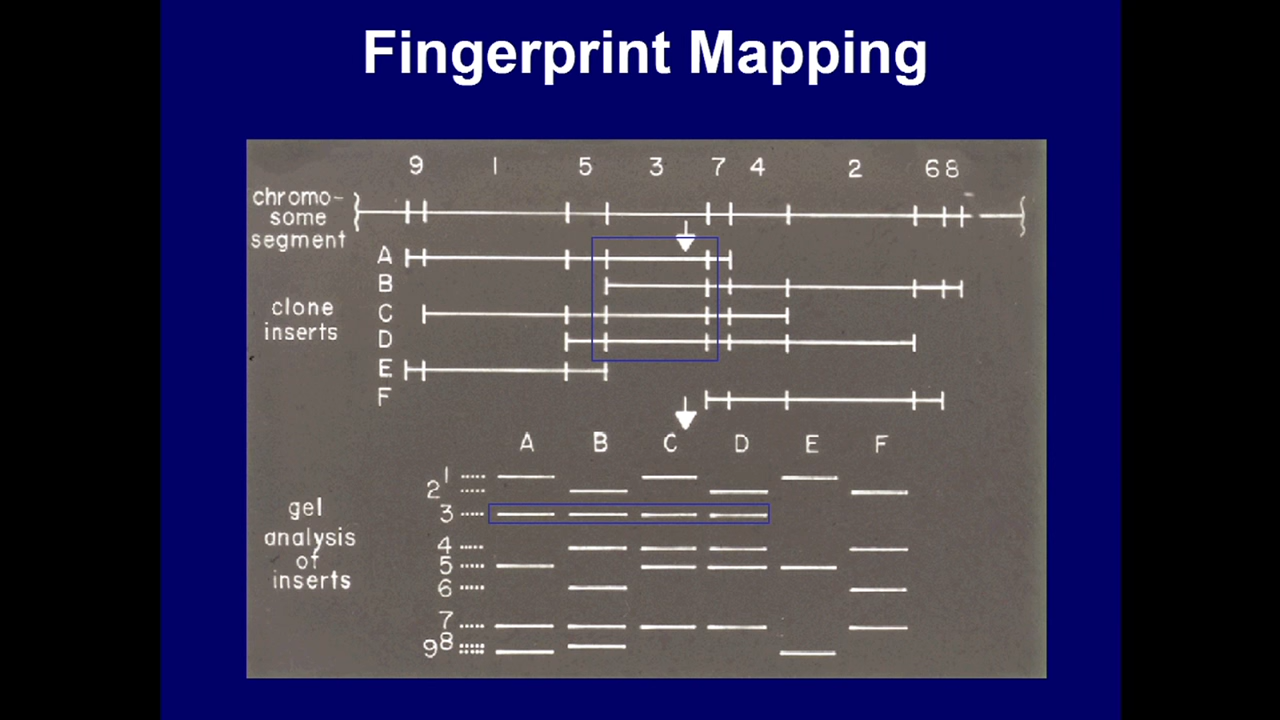 Fingerprint Mapping
9 1 5 3 7 4 2 6 8
chromo-
some
segment
A
B
C
clone
inserts
D
E
F
A B C D E F
1
2
3
gel
analysis
of
inserts
4
5
6
7
8
9